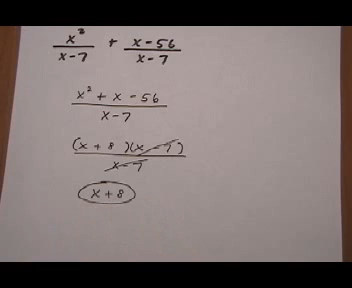 x² / x-7 + x-56 / x-7
x² + x - 56 / x-7
(x + 8)(x - 7) / x-7
x + 8